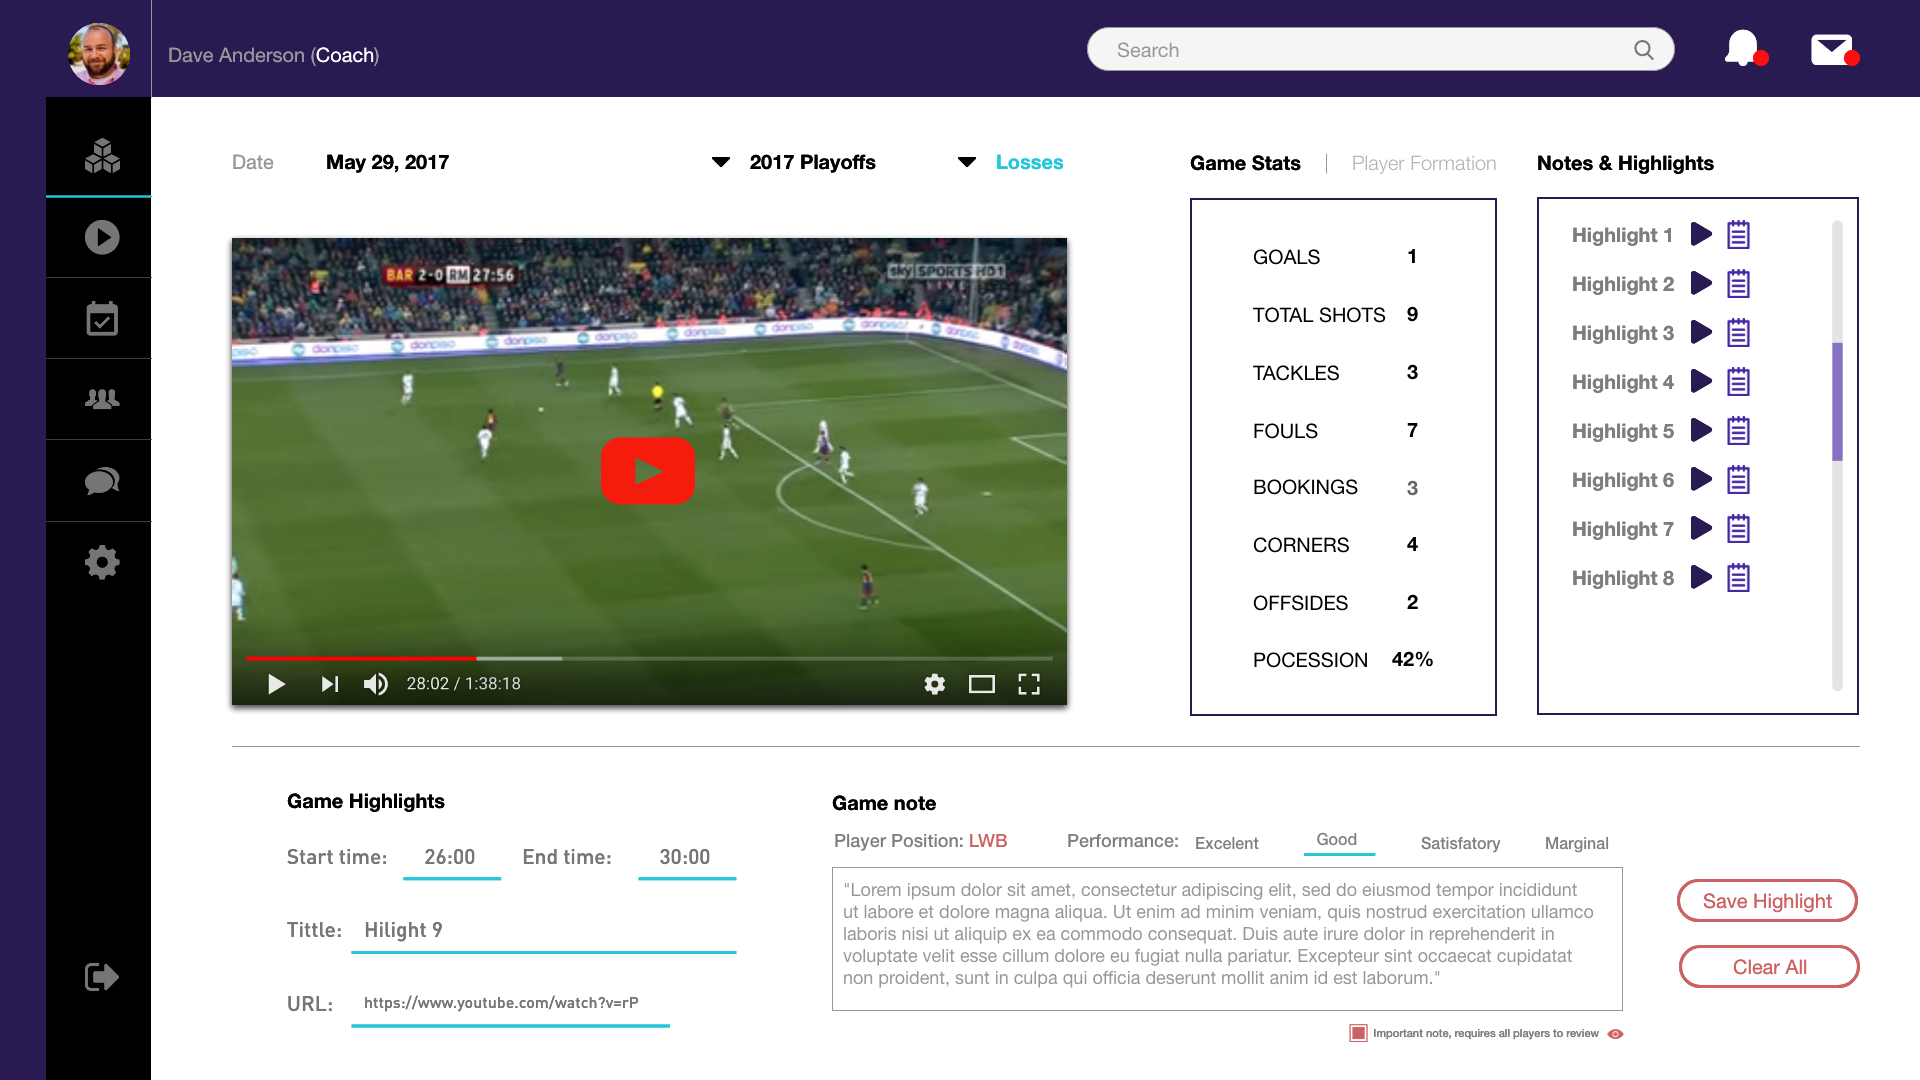 Dave Anderson (Coach)
Search
Date May 29, 2017 2017 Playoffs Losses
BAR 2-0 RM 27:56
sky SPORTS HD1
LIVE
donpiso donpiso donpiso donpiso donpiso donpiso donpiso
28:02 / 1:38:18
Game Stats Player Formation
GOALS 1
TOTAL SHOTS 9
TACKLES 3
FOULS 7
BOOKINGS 3
CORNERS 4
OFFSIDES 2
POCESSION 42%
Notes & Highlights
Highlight 1
Highlight 2
Highlight 3
Highlight 4
Highlight 5
Highlight 6
Highlight 7
Highlight 8
Game Highlights
Start time: 26:00 End time: 30:00
Tittle: Hilight 9
URL: https://www.youtube.com/watch?v=rP
Game note
Player Position: LWB Performance: Excelent Good Satisfatory Marginal
"Lorem ipsum dolor sit amet, consectetur adipiscing elit, sed do eiusmod tempor incididunt
ut labore et dolore magna aliqua. Ut enim ad minim veniam, quis nostrud exercitation ullamco
laboris nisi ut aliquip ex ea commodo consequat. Duis aute irure dolor in reprehenderit in
voluptate velit esse cillum dolore eu fugiat nulla pariatur. Excepteur sint occaecat cupidatat
non proident, sunt in culpa qui officia deserunt mollit anim id est laborum."
Important note, requires all players to review
Save Highlight
Clear All